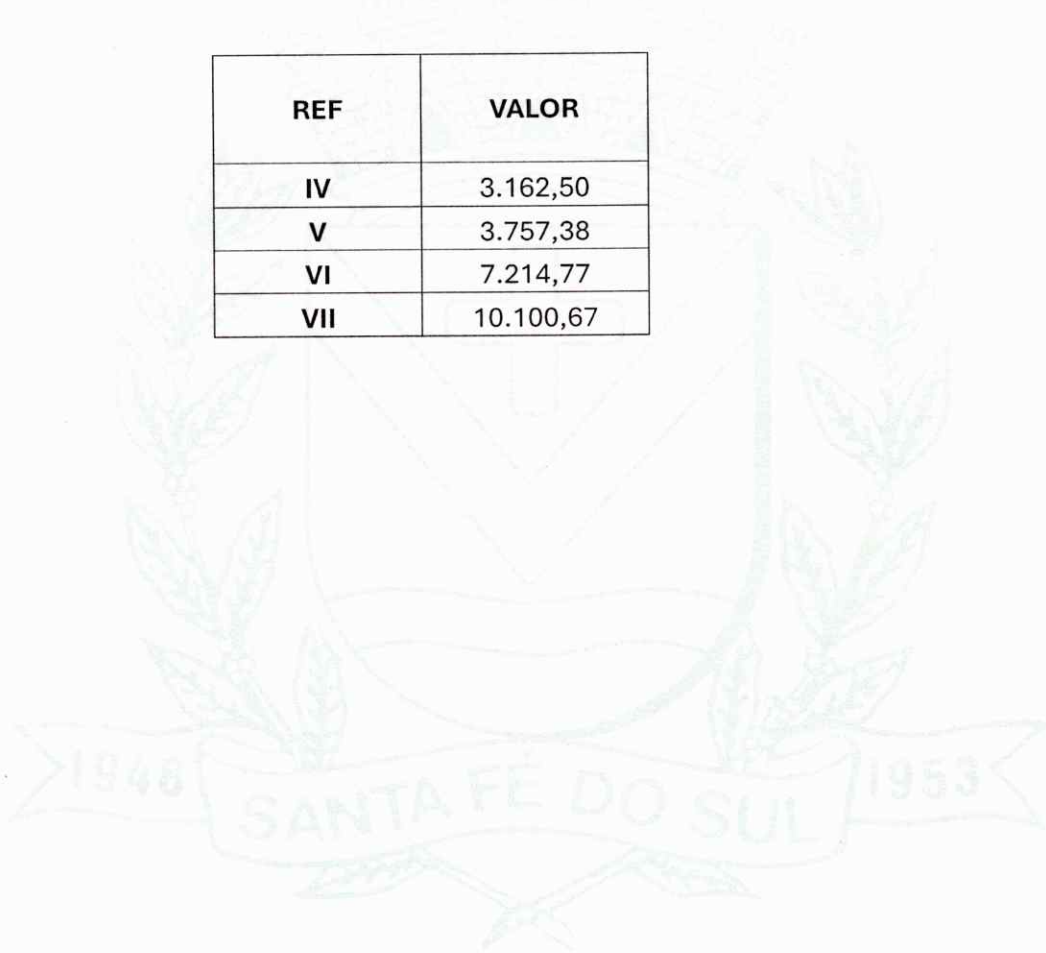 REF VALOR
IV 3.162,50
V 3.757,38
VI 7.214,77
VII 10.100,67
1948 SANTA FÉ DO SUL 1953